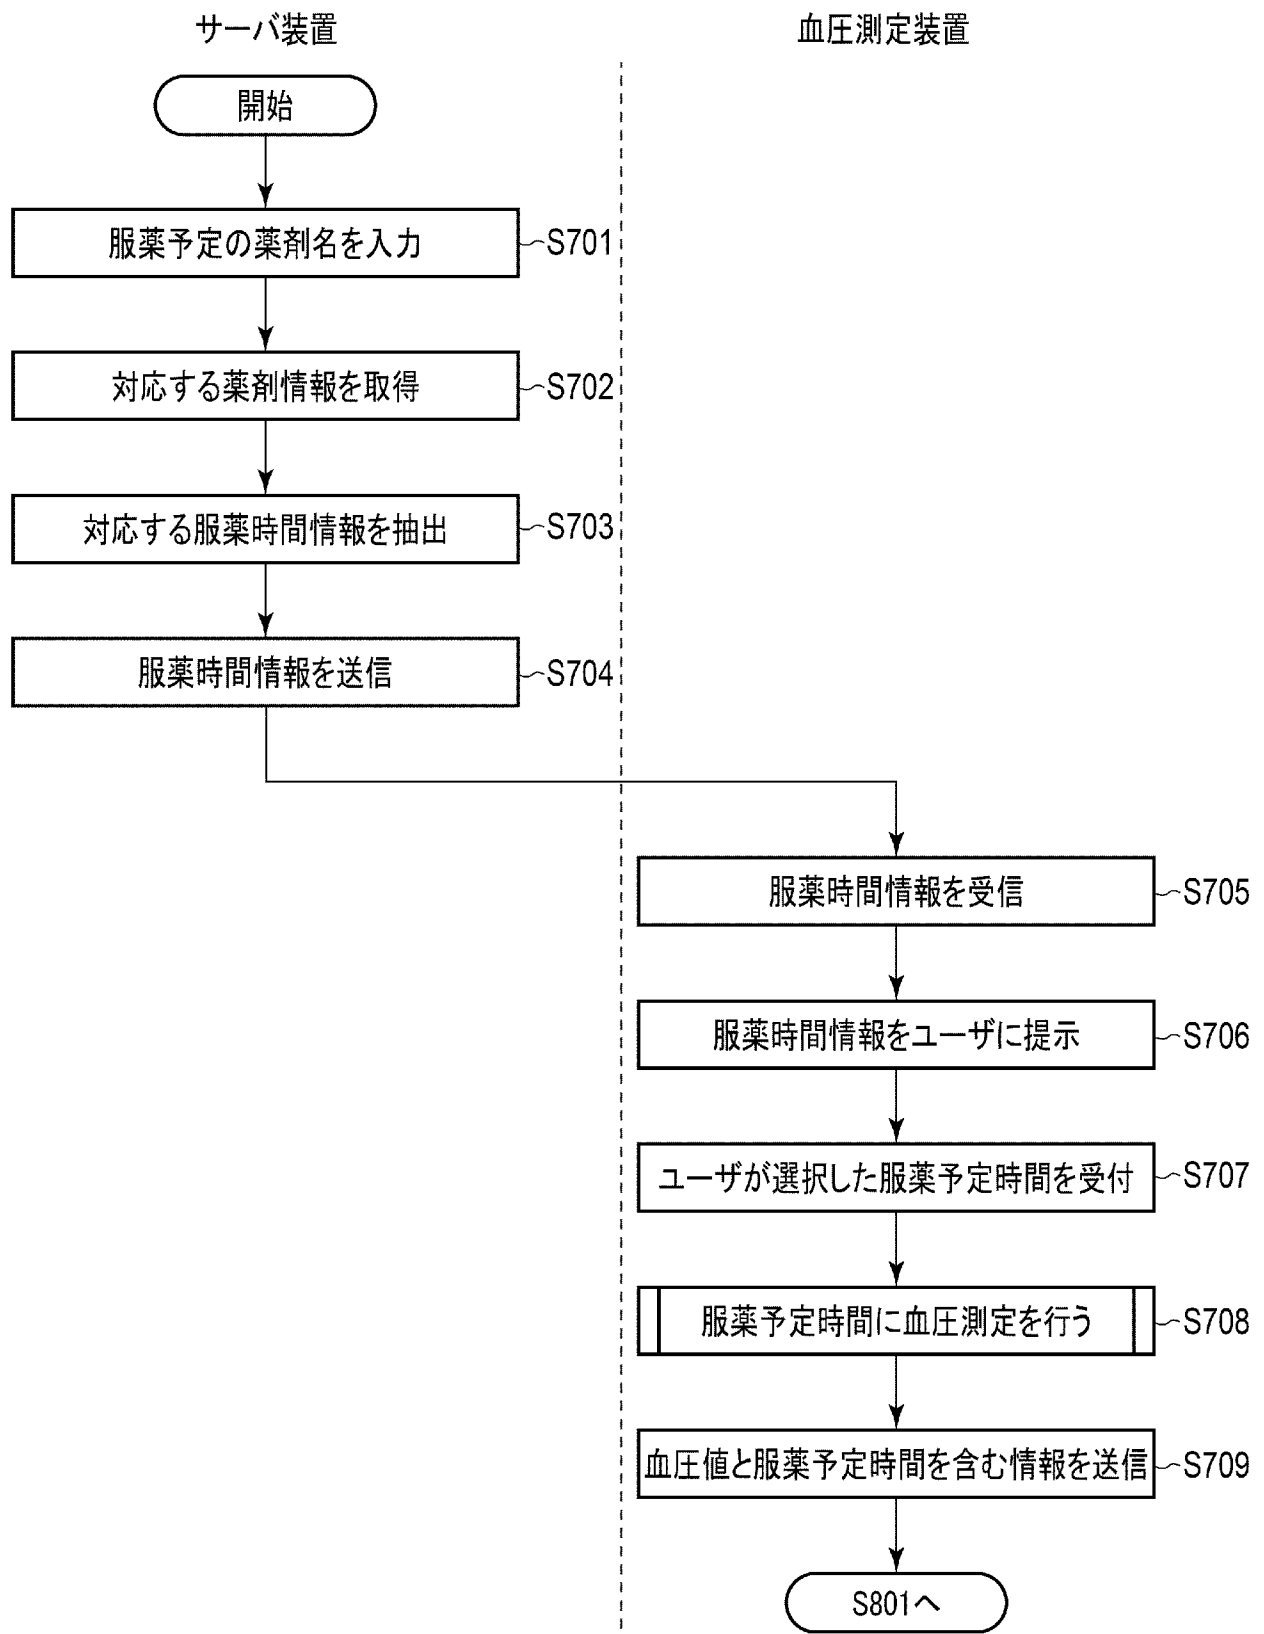 サーバ装置
血圧測定装置
開始
服薬予定の薬剤名を入力
S701
対応する薬剤情報を取得
S702
対応する服薬時間情報を抽出
S703
服薬時間情報を送信
S704
服薬時間情報を受信
S705
服薬時間情報をユーザに提示
S706
ユーザが選択した服薬予定時間を受付
S707
服薬予定時間に血圧測定を行う
S708
血圧値と服薬予定時間を含む情報を送信
S709
S801へ